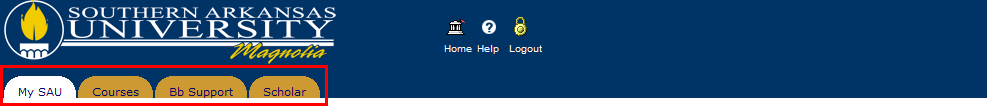 SOUTHERN ARKANSAS
UNIVERSITY
Magnolia
Home Help Logout
My SAU Courses Bb Support Scholar